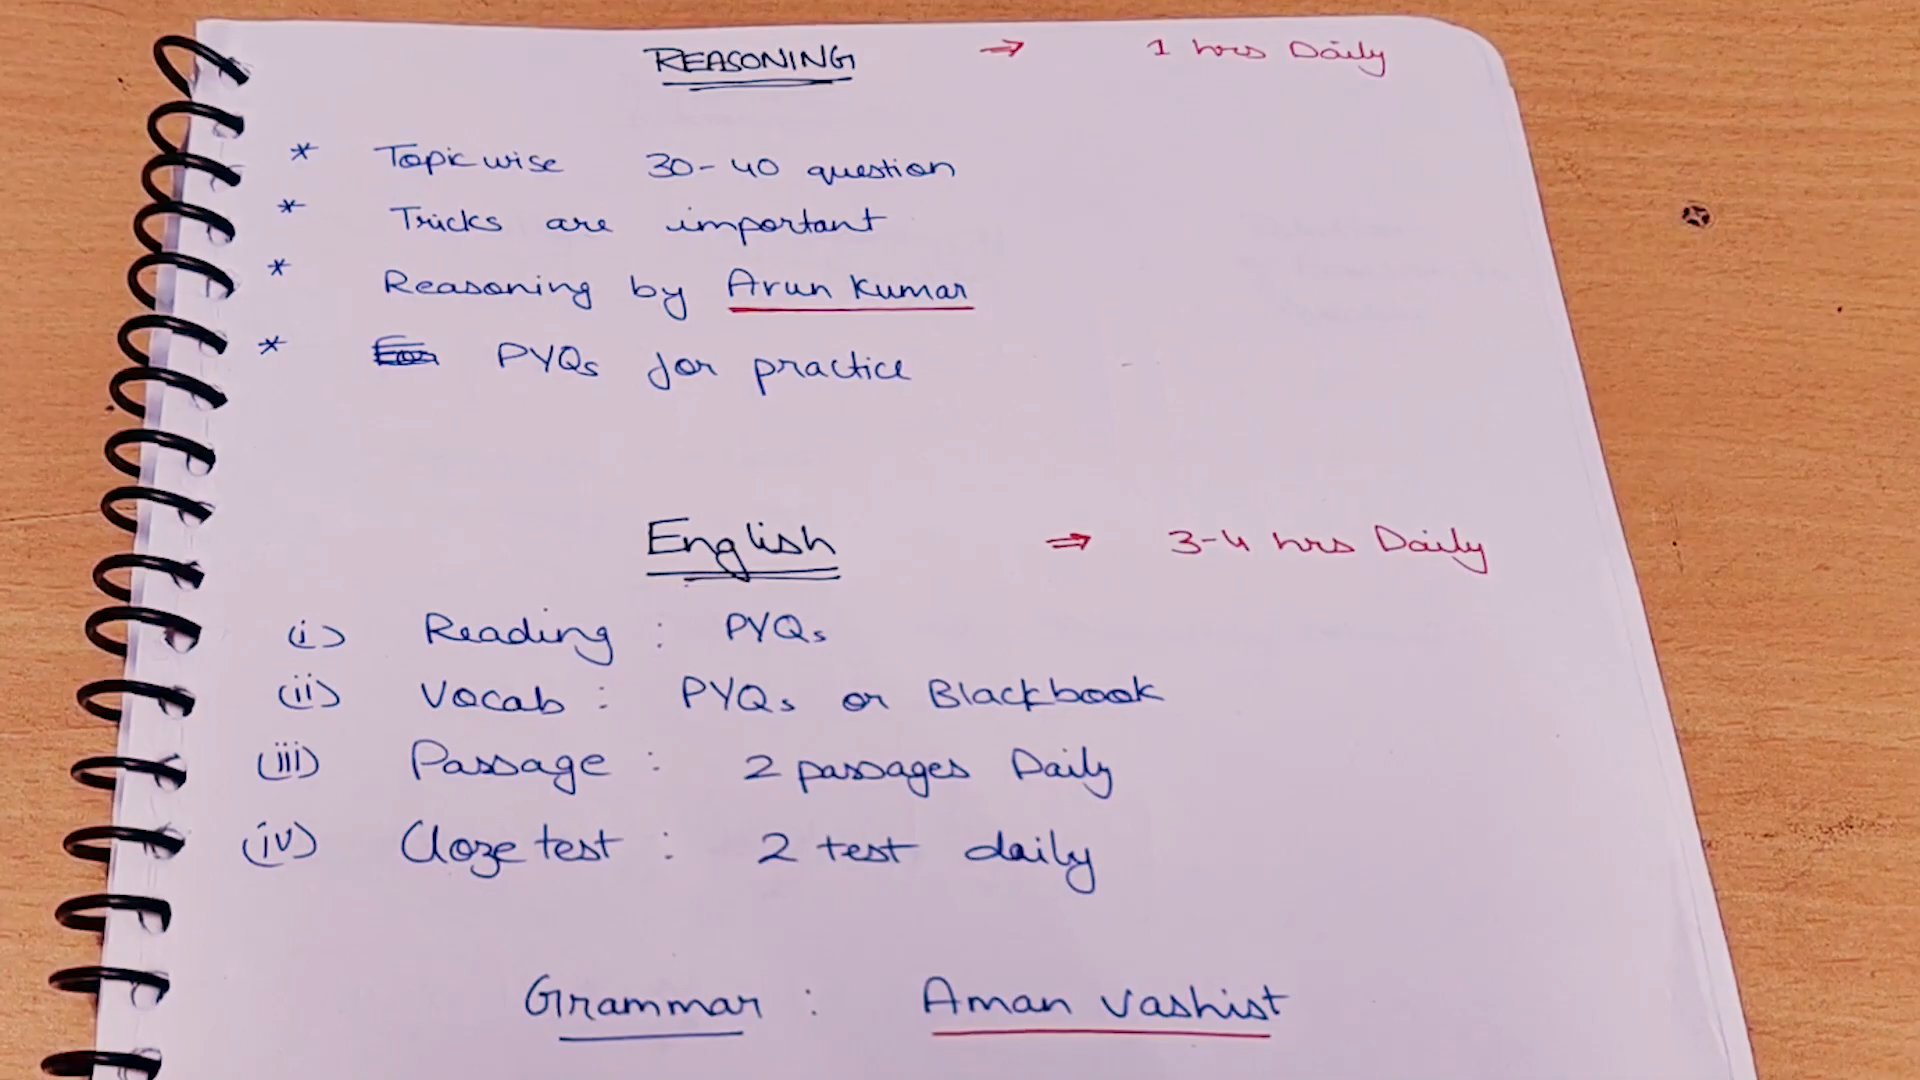 REASONING ⇒ 1 hrs Daily
* Topic wise 30-40 question
* Tricks are important
* Reasoning by Arun Kumar
* PYQs for practice
English ⇒ 3-4 hrs Daily
(i) Reading : PYQs
(ii) Vocab : PYQs or Blackbook
(iii) Passage : 2 passages Daily
(iv) Cloze test : 2 test daily
Grammar : Aman Vashist